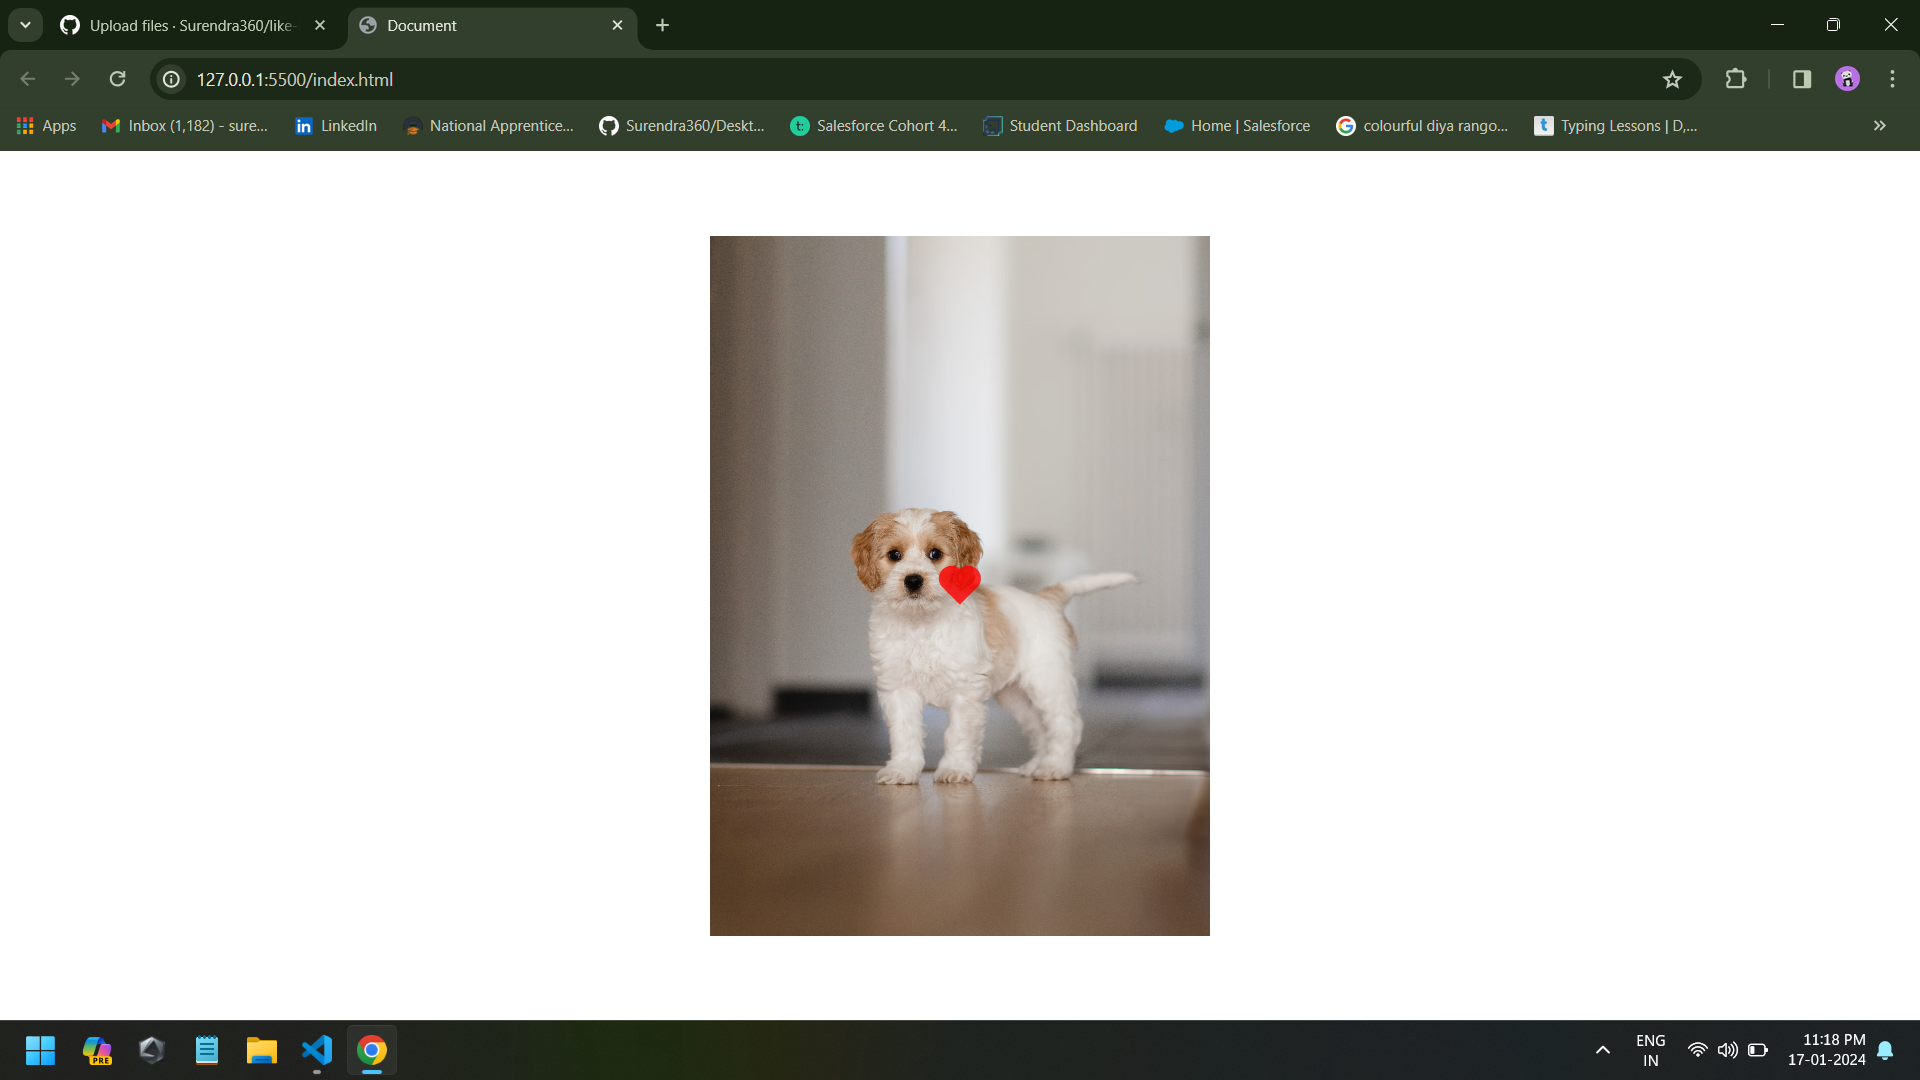 Upload files · Surendra360/like-
Document
127.0.0.1:5500/index.html
Apps
Inbox (1,182) - sure...
LinkedIn
National Apprentice...
Surendra360/Deskt...
Salesforce Cohort 4...
Student Dashboard
Home | Salesforce
colourful diya rango...
Typing Lessons | D,...
PRE
ENG
IN
11:18 PM
17-01-2024